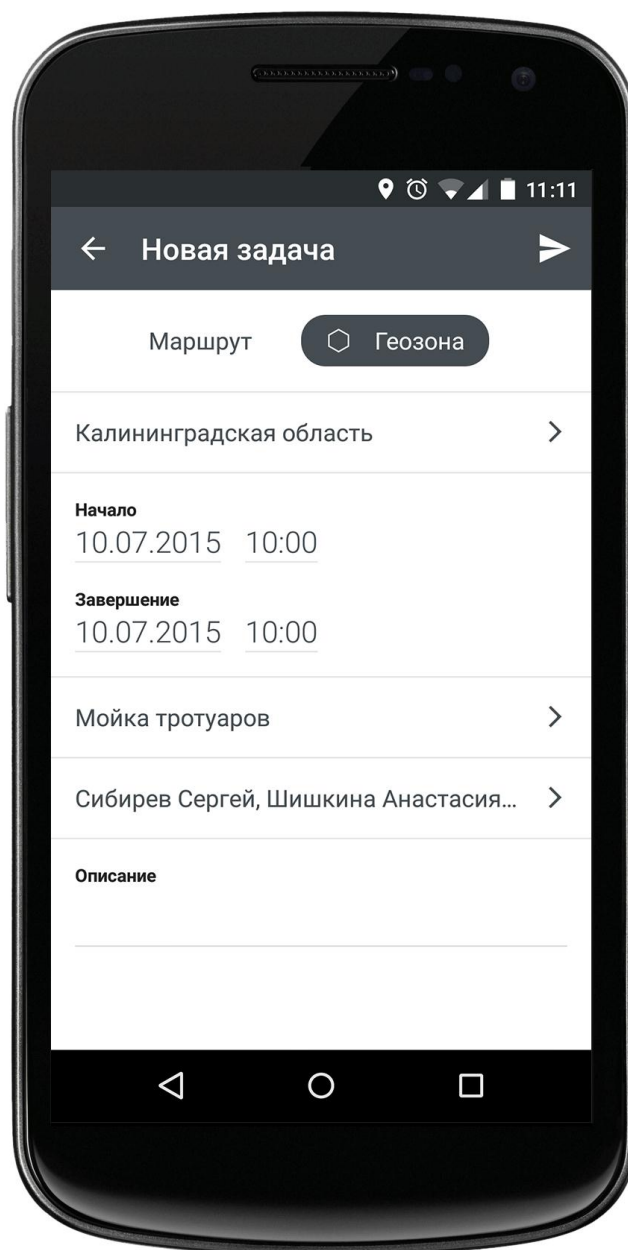 11:11
Новая задача
Маршрут Геозона
Калининградская область
Начало
10.07.2015 10:00
Завершение
10.07.2015 10:00
Мойка тротуаров
Сибирев Сергей, Шишкина Анастасия...
Описание